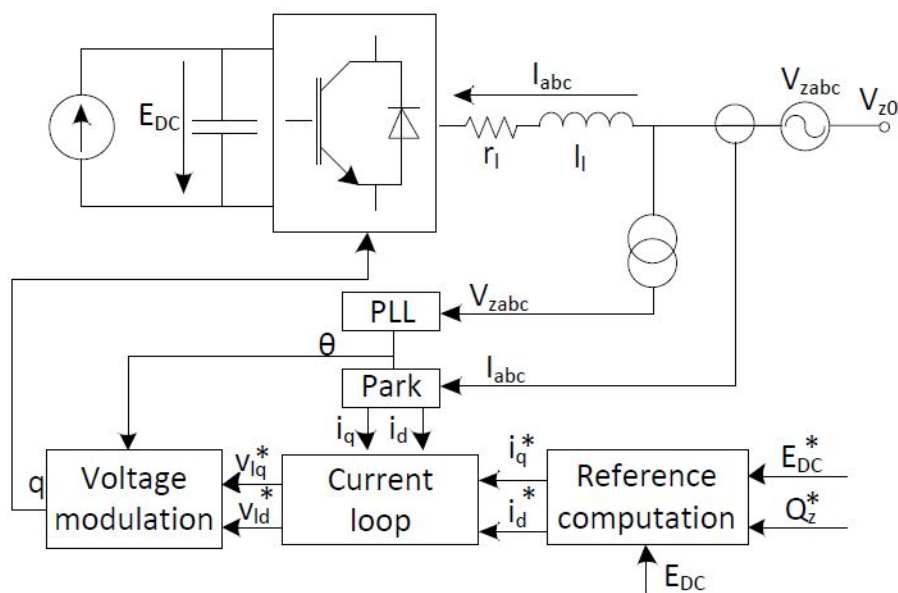 I_abc
V_zabc
V_z0
E_DC
r_l
l_l
PLL
V_zabc
θ
Park
I_abc
i_q i_d
q
Voltage modulation
v_lq*
v_ld*
Current loop
i_q*
i_d*
Reference computation
E_DC*
Q_z*
E_DC